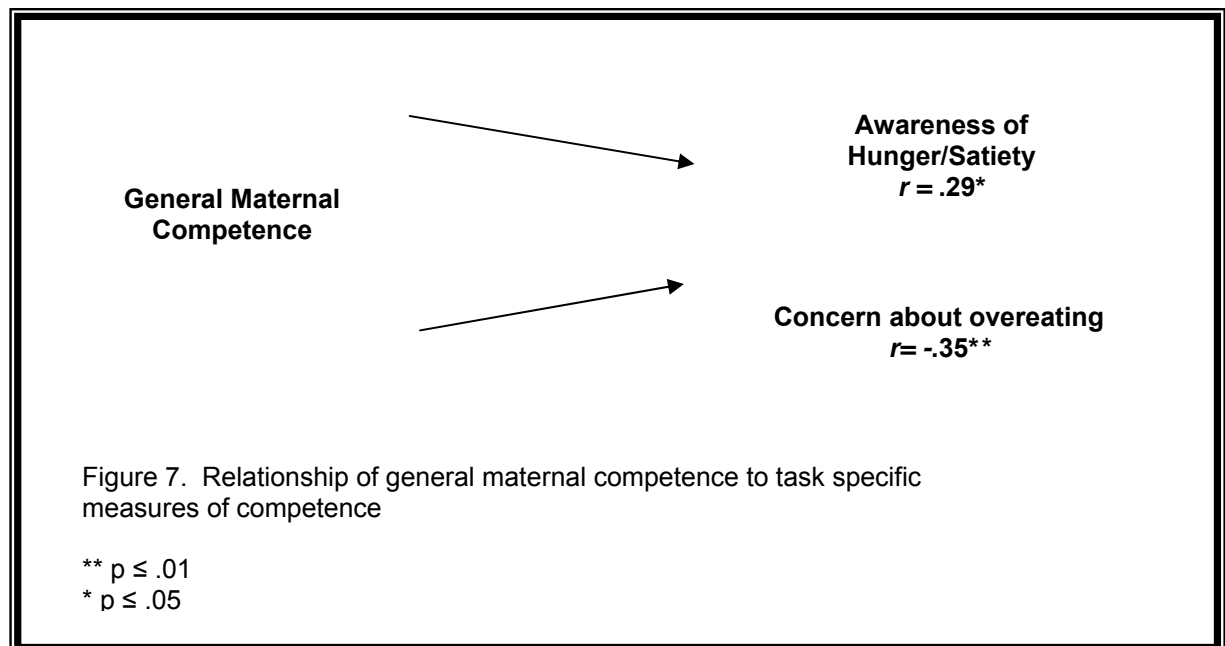 General Maternal
Competence
Awareness of
Hunger/Satiety
r = .29*
Concern about overeating
r= -.35**
Figure 7.  Relationship of general maternal competence to task specific
measures of competence
** p ≤ .01
* p ≤ .05